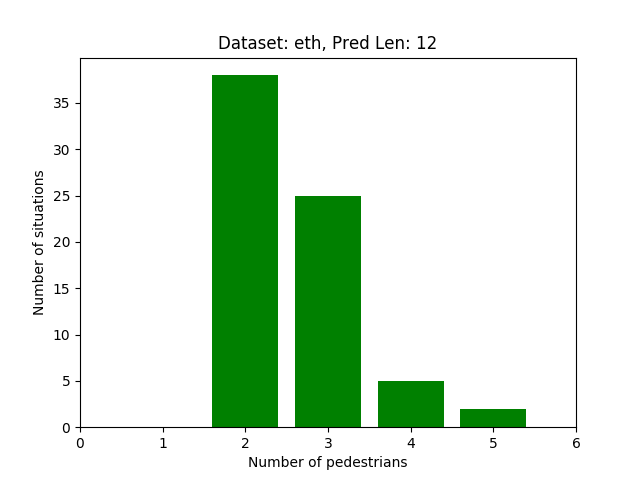 Dataset: eth, Pred Len: 12
Number of situations
35
30
25
20
15
10
5
0
0 1 2 3 4 5 6
Number of pedestrians